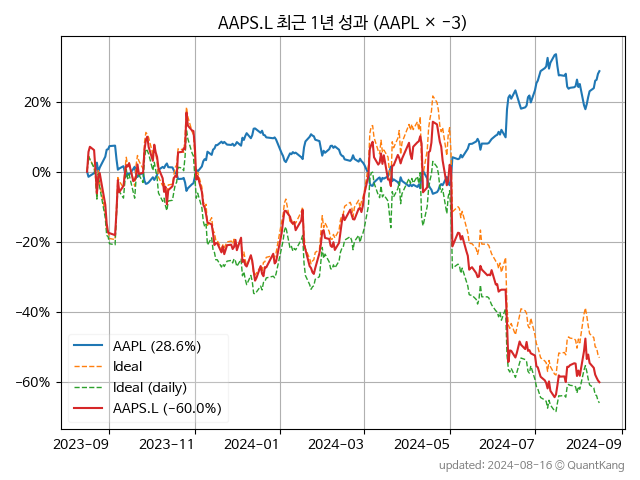 AAPS.L 최근 1년 성과 (AAPL × −3)
20%
0%
−20%
−40%
−60%
AAPL (28.6%)
Ideal
Ideal (daily)
AAPS.L (−60.0%)
2023-09 2023-11 2024-01 2024-03 2024-05 2024-07 2024-09
updated: 2024-08-16 © QuantKang